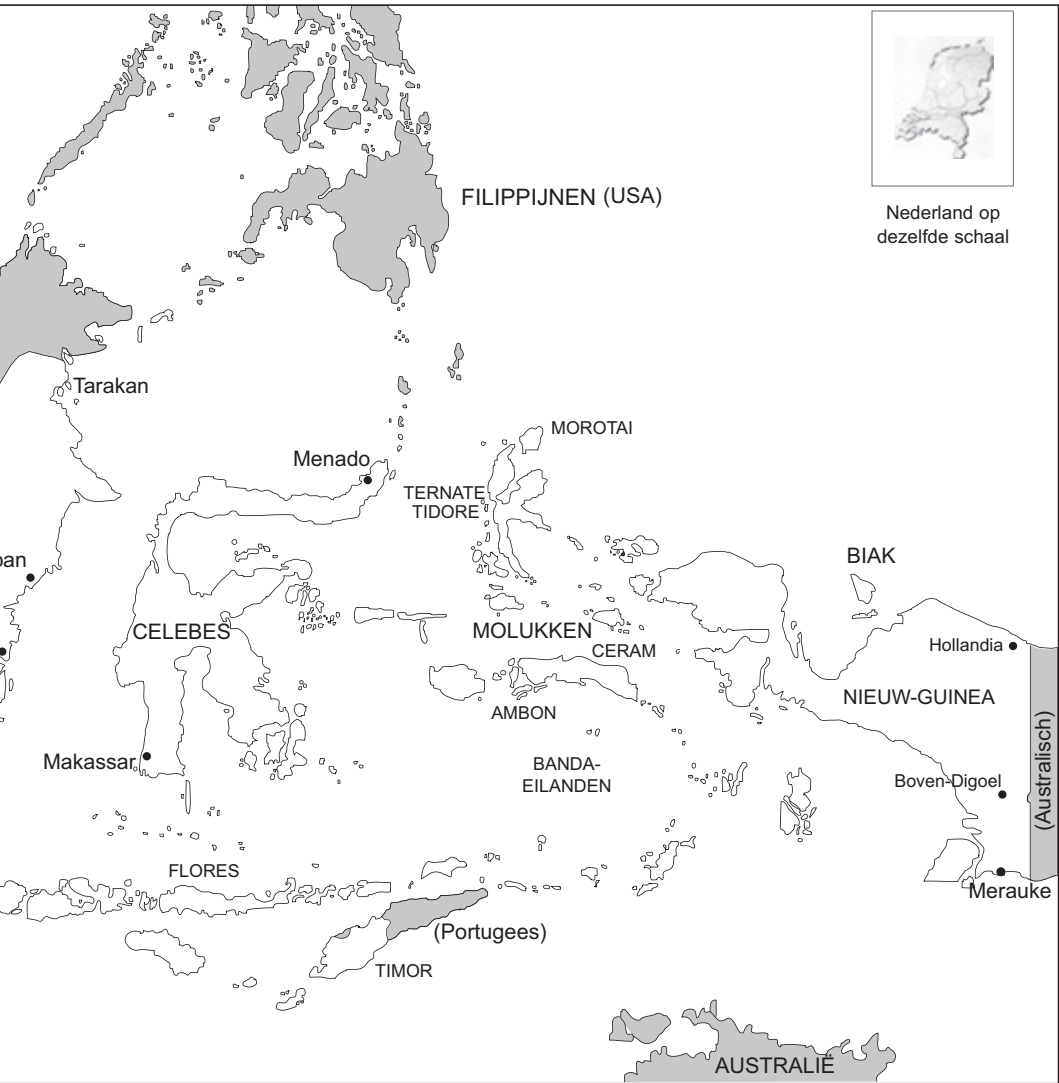 FILIPPIJNEN (USA)
Nederland op
dezelfde schaal
Tarakan
MOROTAI
Menado
TERNATE
TIDORE
pan
BIAK
CELEBES
MOLUKKEN
CERAM
Hollandia
NIEUW-GUINEA
AMBON
Makassar
BANDA-
EILANDEN
Boven-Digoel
(Australisch)
FLORES
Merauke
(Portugees)
TIMOR
AUSTRALIË